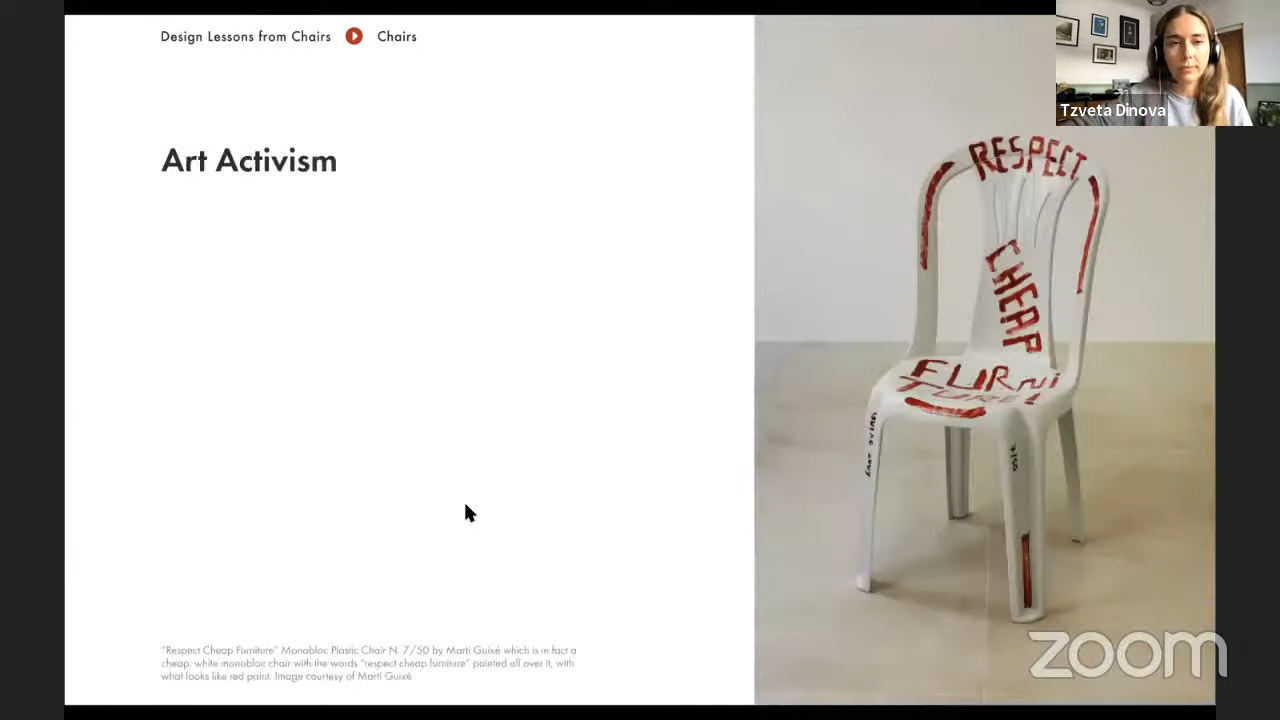 Design Lessons from Chairs Chairs
Tzveta Dinova
Art Activism
RESPECT
CHEAP
FURNI
TURE!
"Respect Cheap Furniture" Monobloc Plastic Chair N. 7/50 by Martí Guixé which is in fact a
cheap; white monobloc chair with the words "respect cheap furniture" painted all over it, with
what looks like red paint. Image courtesy of Martí Guixé
zoom